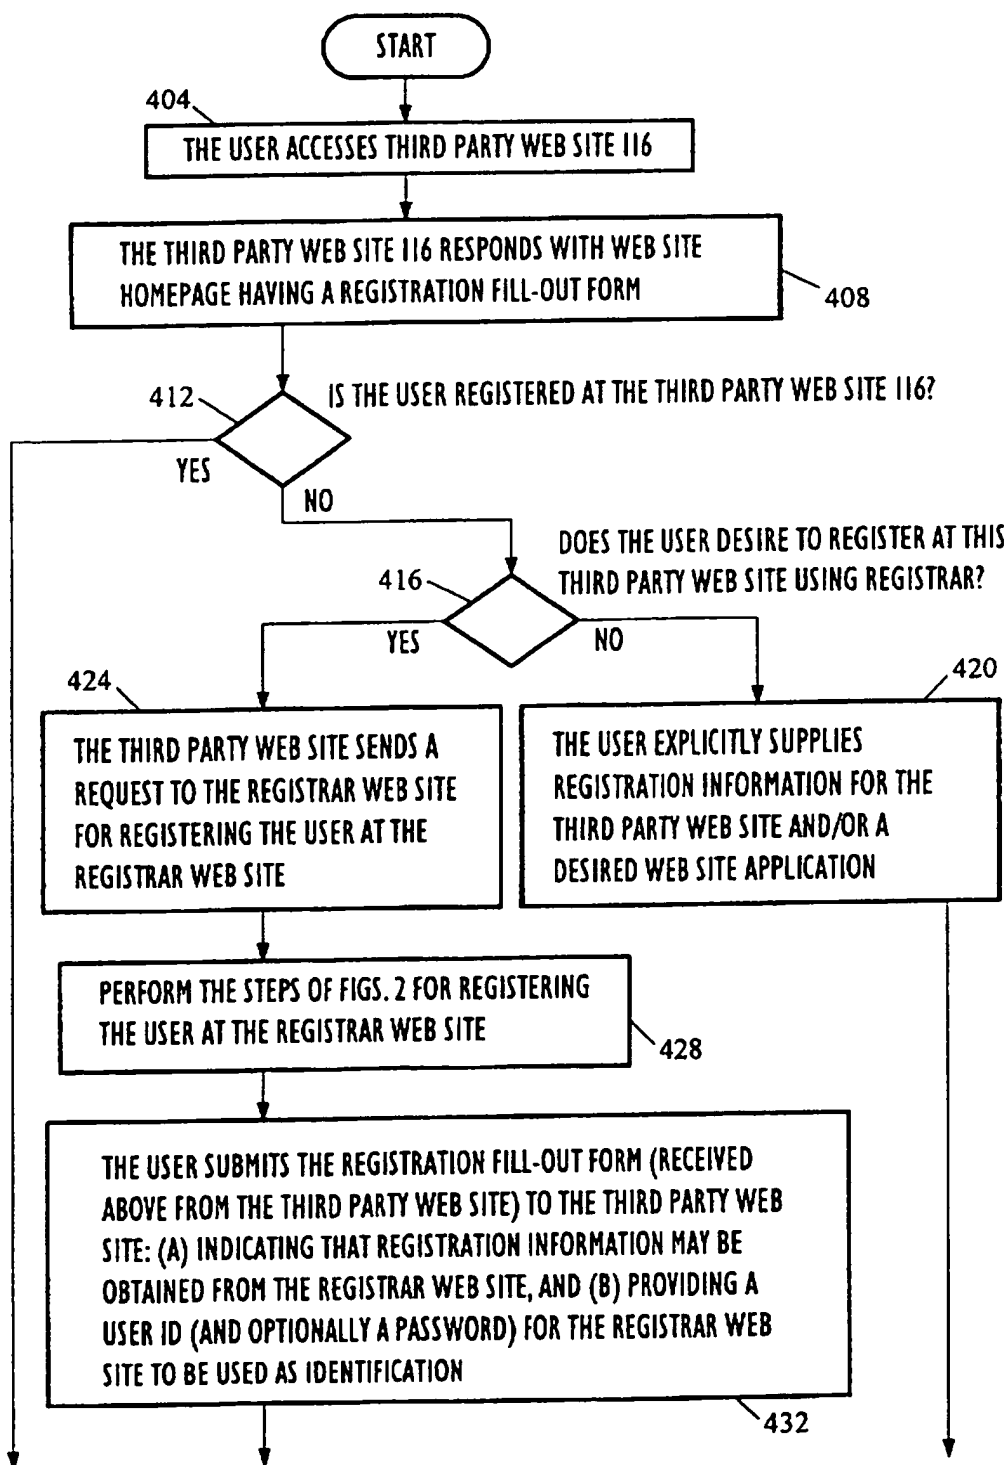 START
404
THE USER ACCESSES THIRD PARTY WEB SITE 116
THE THIRD PARTY WEB SITE 116 RESPONDS WITH WEB SITE
HOMEPAGE HAVING A REGISTRATION FILL-OUT FORM
408
412
IS THE USER REGISTERED AT THE THIRD PARTY WEB SITE 116?
YES
NO
DOES THE USER DESIRE TO REGISTER AT THIS
THIRD PARTY WEB SITE USING REGISTRAR?
416
YES
NO
424
420
THE THIRD PARTY WEB SITE SENDS A
REQUEST TO THE REGISTRAR WEB SITE
FOR REGISTERING THE USER AT THE
REGISTRAR WEB SITE
THE USER EXPLICITLY SUPPLIES
REGISTRATION INFORMATION FOR THE
THIRD PARTY WEB SITE AND/OR A
DESIRED WEB SITE APPLICATION
PERFORM THE STEPS OF FIGS. 2 FOR REGISTERING
THE USER AT THE REGISTRAR WEB SITE
428
THE USER SUBMITS THE REGISTRATION FILL-OUT FORM (RECEIVED
ABOVE FROM THE THIRD PARTY WEB SITE) TO THE THIRD PARTY WEB
SITE: (A) INDICATING THAT REGISTRATION INFORMATION MAY BE
OBTAINED FROM THE REGISTRAR WEB SITE, AND (B) PROVIDING A
USER ID (AND OPTIONALLY A PASSWORD) FOR THE REGISTRAR WEB
SITE TO BE USED AS IDENTIFICATION
432